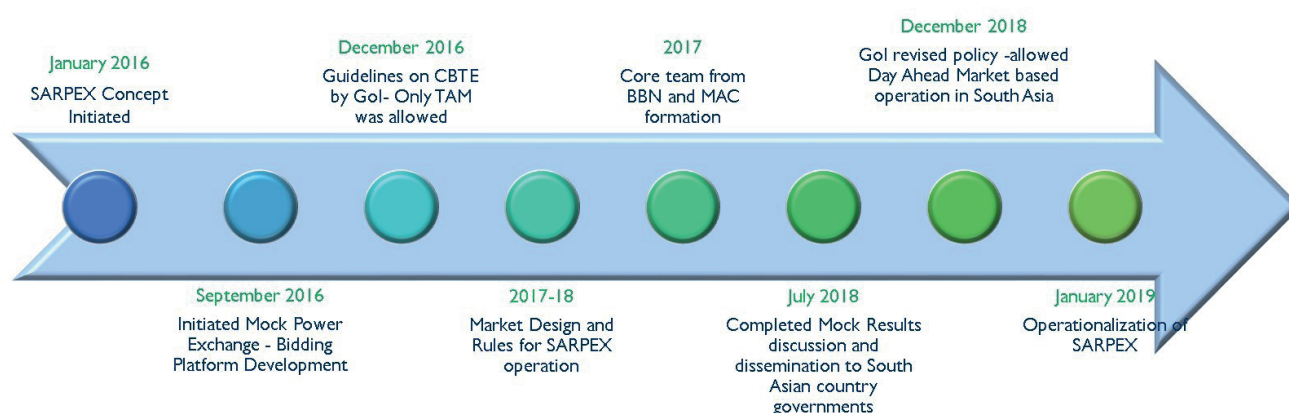 January 2016
SARPEX Concept
Initiated
September 2016
Initiated Mock Power
Exchange - Bidding
Platform Development
December 2016
Guidelines on CBTE
by GoI- Only TAM
was allowed
2017-18
Market Design and
Rules for SARPEX
operation
2017
Core team from
BBN and MAC
formation
July 2018
Completed Mock Results
discussion and
dissemination to South
Asian country
governments
December 2018
GoI revised policy -allowed
Day Ahead Market based
operation in South Asia
January 2019
Operationalization of
SARPEX